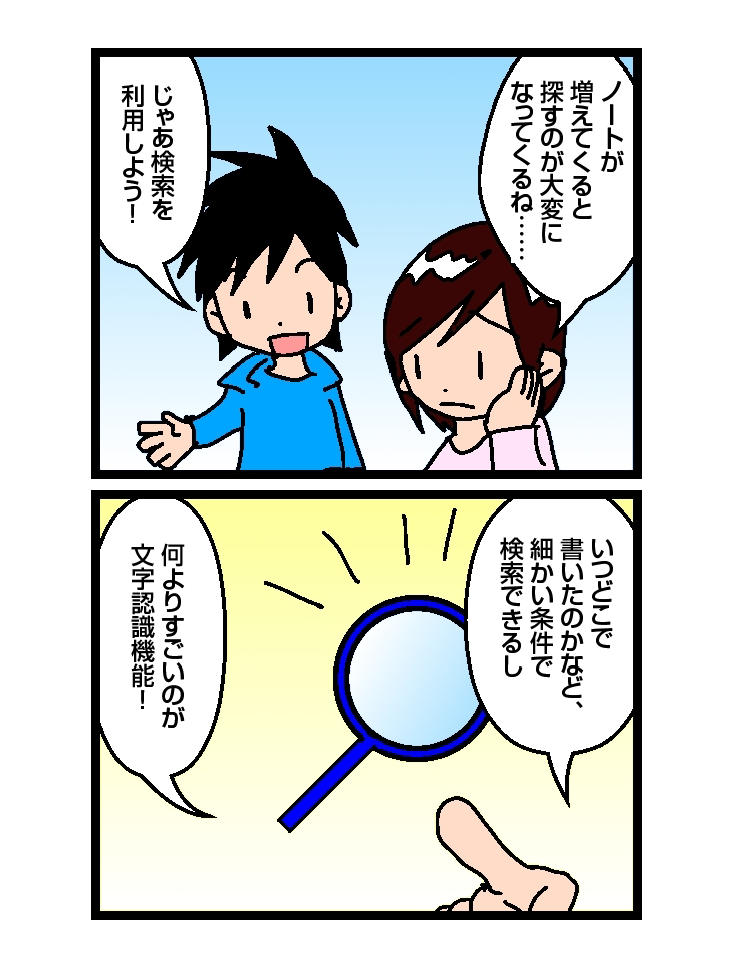 ノートが
増えてくると
探すのが大変に
なってくるね……
じゃあ検索を
利用しよう！
いつどこで
書いたのかなど、
細かい条件で
検索できるし
何よりすごいのが
文字認識機能！